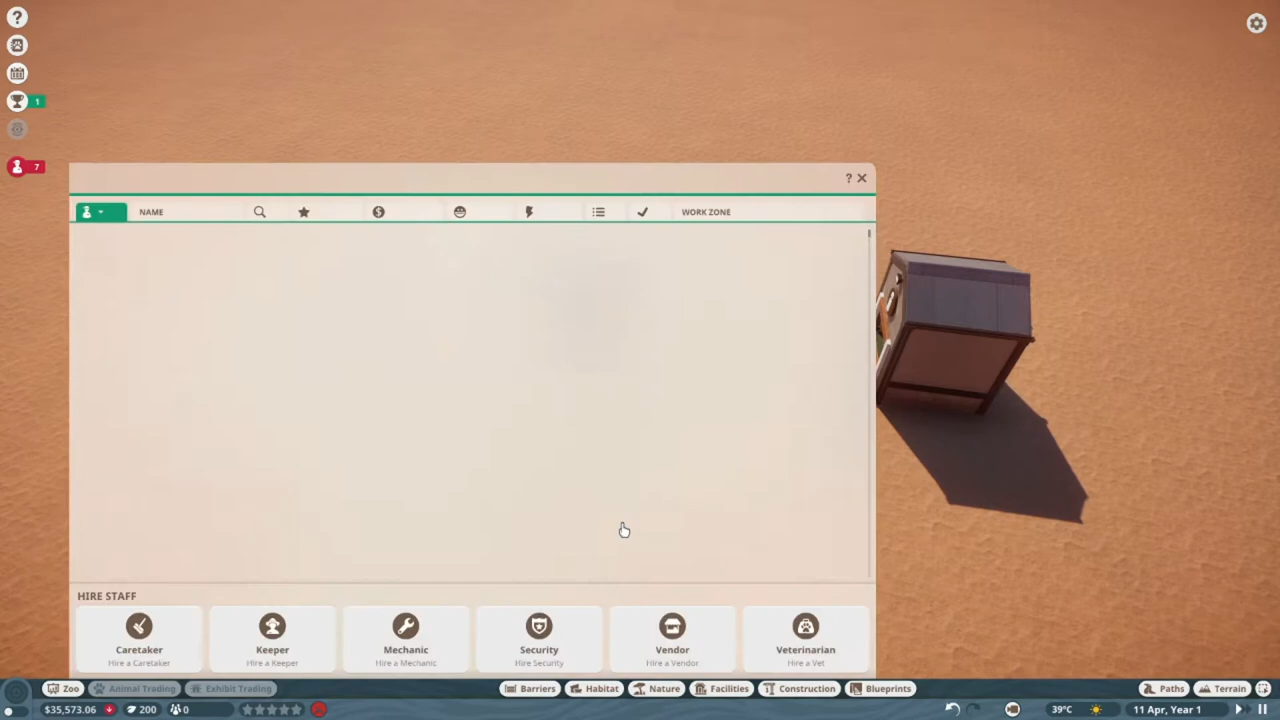 ?
1
7
? ✕
NAME
WORK ZONE
HIRE STAFF
Caretaker
Hire a Caretaker
Keeper
Hire a Keeper
Mechanic
Hire a Mechanic
Security
Hire Security
Vendor
Hire a Vendor
Veterinarian
Hire a Vet
Zoo
Animal Trading
Exhibit Trading
Barriers
Habitat
Nature
Facilities
Construction
Blueprints
Paths
Terrain
$35,573.06
200
0
39°C
11 Apr, Year 1